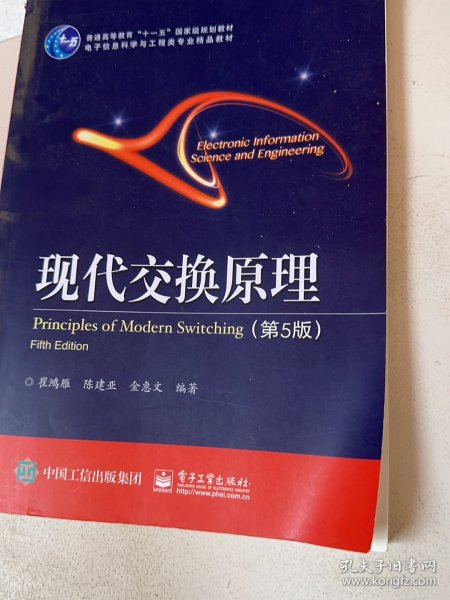 普通高等教育“十一五”国家级规划教材
电子信息科学与工程类专业精品教材
十一五
Electronic Information
Science and Engineering
现代交换原理
Principles of Modern Switching（第5版）
Fifth Edition
◎崔鸿雁 陈建亚 金惠文 编著
中国工信出版集团
電子工業出版社
PUBLISHING HOUSE OF ELECTRONICS INDUSTRY
http://www.phei.com.cn
孔夫子旧书网
www.kongfz.com